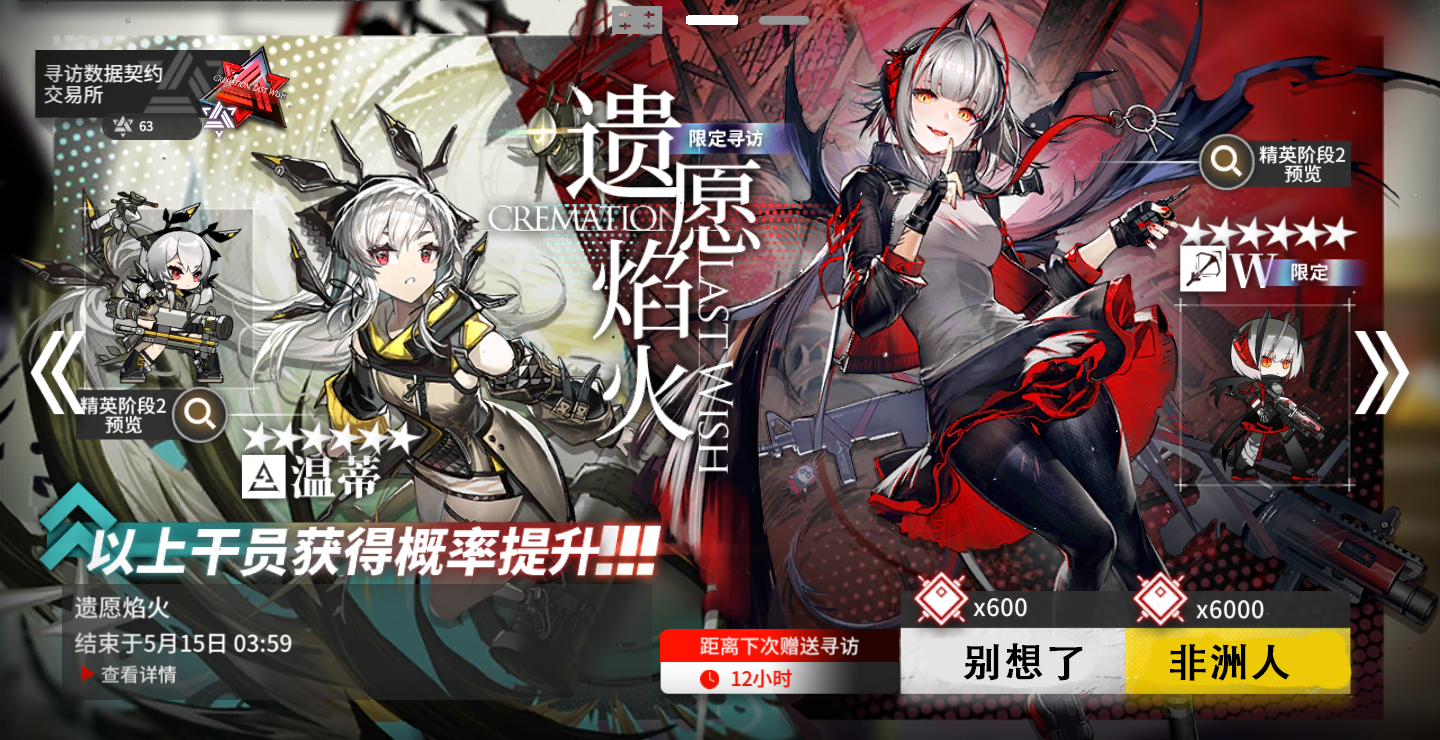 寻访数据契约
交易所
CREMATION LAST WISH
63
遗愿焰火
限定寻访
CREMATION
LAST WISH
精英阶段2
预览
W
限定
精英阶段2
预览
温蒂
以上干员获得概率提升!!!
遗愿焰火
结束于5月15日 03:59
查看详情
距离下次赠送寻访
12小时
x600
x6000
别想了
非洲人